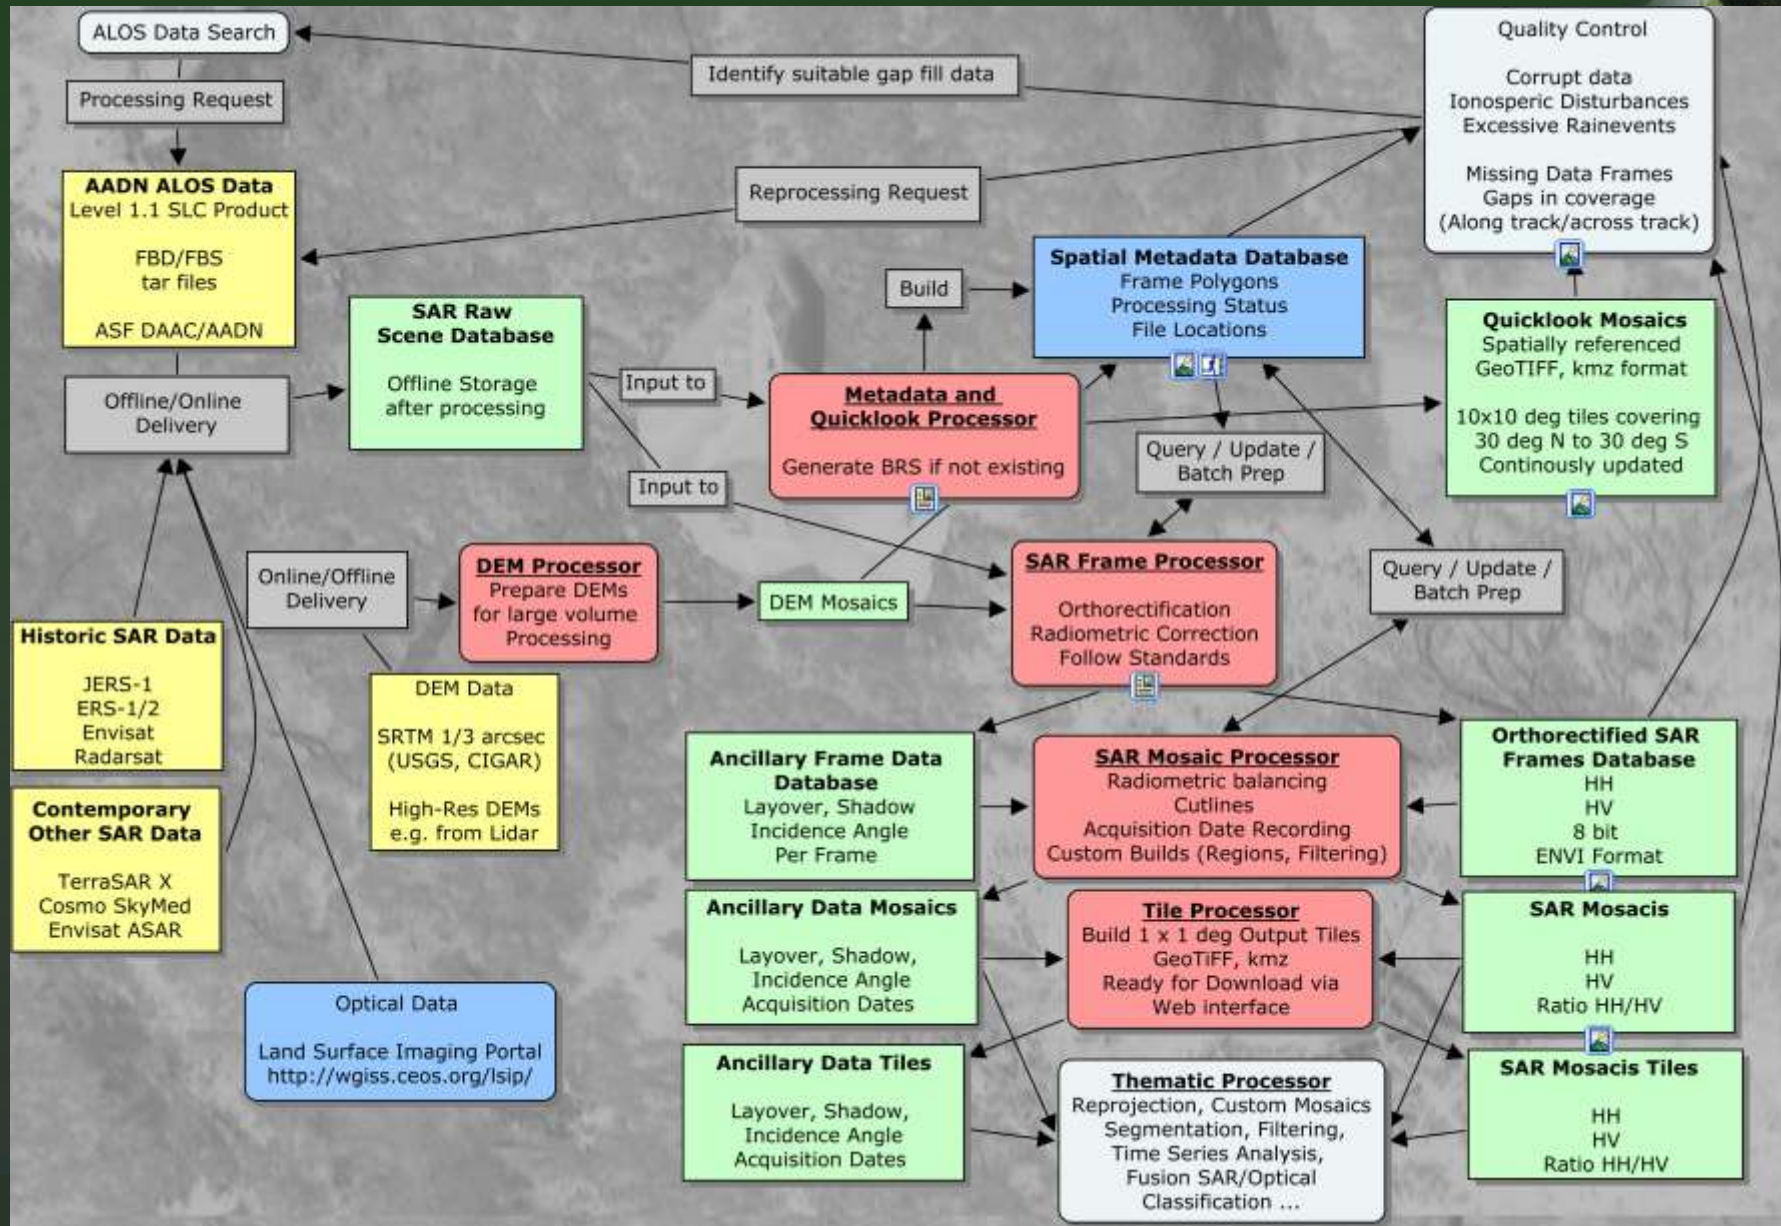 ALOS Data Search
Processing Request
Identify suitable gap fill data
Reprocessing Request
Quality Control
Corrupt data
Ionosperic Disturbances
Excessive Rainevents
Missing Data Frames
Gaps in coverage
(Along track/across track)
AADN ALOS Data
Level 1.1 SLC Product
FBD/FBS
tar files
ASF DAAC/AADN
Offline/Online
Delivery
SAR Raw
Scene Database
Offline Storage
after processing
Input to
Input to
Build
Spatial Metadata Database
Frame Polygons
Processing Status
File Locations
Metadata and
Quicklook Processor
Generate BRS if not existing
Query / Update /
Batch Prep
Quicklook Mosaics
Spatially referenced
GeoTIFF, kmz format
10x10 deg tiles covering
30 deg N to 30 deg S
Continously updated
Online/Offline
Delivery
DEM Processor
Prepare DEMs
for large volume
Processing
DEM Mosaics
SAR Frame Processor
Orthorectification
Radiometric Correction
Follow Standards
Query / Update /
Batch Prep
Historic SAR Data
JERS-1
ERS-1/2
Envisat
Radarsat
DEM Data
SRTM 1/3 arcsec
(USGS, CIGAR)
High-Res DEMs
e.g. from Lidar
Contemporary
Other SAR Data
TerraSAR X
Cosmo SkyMed
Envisat ASAR
Optical Data
Land Surface Imaging Portal
http://wgiss.ceos.org/lsip/
Ancillary Frame Data
Database
Layover, Shadow
Incidence Angle
Per Frame
SAR Mosaic Processor
Radiometric balancing
Cutlines
Acquisition Date Recording
Custom Builds (Regions, Filtering)
Orthorectified SAR
Frames Database
HH
HV
8 bit
ENVI Format
Ancillary Data Mosaics
Layover, Shadow,
Incidence Angle
Acquisition Dates
Tile Processor
Build 1 x 1 deg Output Tiles
GeoTiFF, kmz
Ready for Download via
Web interface
SAR Mosacis
HH
HV
Ratio HH/HV
Ancillary Data Tiles
Layover, Shadow,
Incidence Angle
Acquisition Dates
Thematic Processor
Reprojection, Custom Mosaics
Segmentation, Filtering,
Time Series Analysis,
Fusion SAR/Optical
Classification ...
SAR Mosacis Tiles
HH
HV
Ratio HH/HV